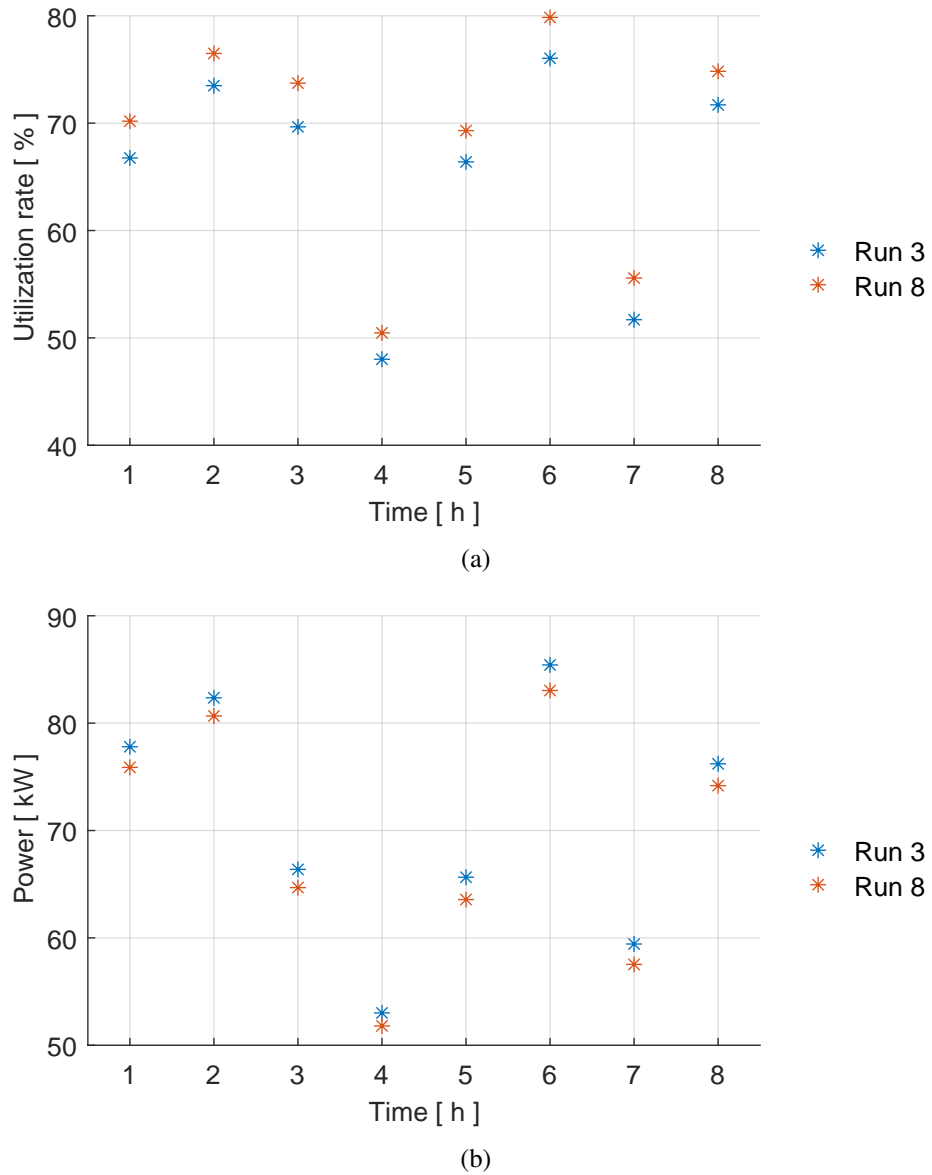 80
70
60
50
40
Utilization rate [ % ]
1 2 3 4 5 6 7 8
Time [ h ]
Run 3
Run 8
(a)
90
80
70
60
50
Power [ kW ]
1 2 3 4 5 6 7 8
Time [ h ]
Run 3
Run 8
(b)